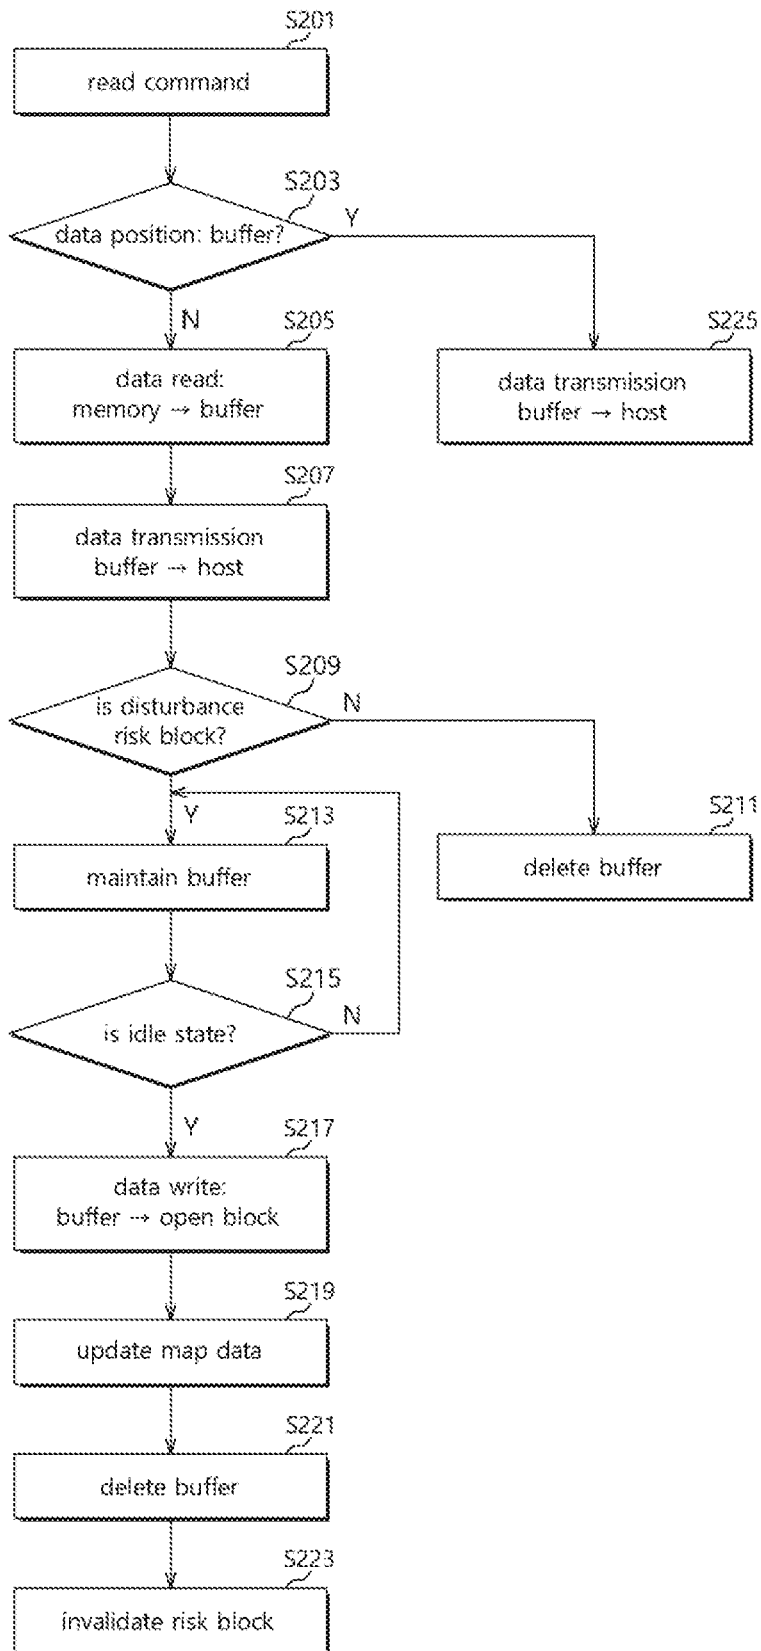 S201
read command
S203
data position: buffer?
Y
N
S205
data read:
memory → buffer
S225
data transmission
buffer → host
S207
data transmission
buffer → host
S209
is disturbance
risk block?
N
Y
S211
delete buffer
S213
maintain buffer
S215
is idle state?
N
Y
S217
data write:
buffer → open block
S219
update map data
S221
delete buffer
S223
invalidate risk block